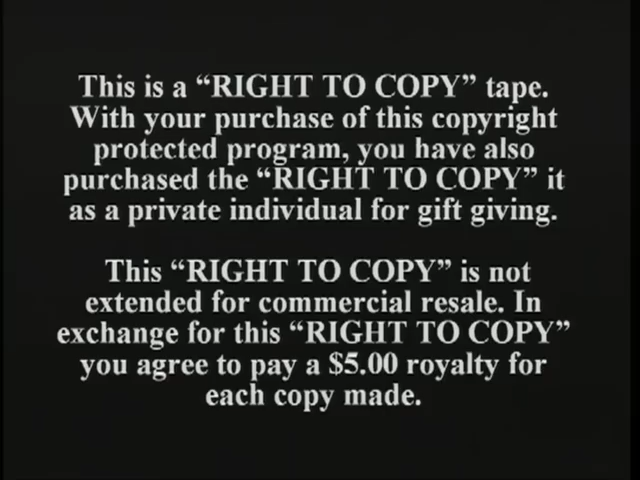 This is a “RIGHT TO COPY” tape.
With your purchase of this copyright
protected program, you have also
purchased the “RIGHT TO COPY” it
as a private individual for gift giving.
This “RIGHT TO COPY” is not
extended for commercial resale. In
exchange for this “RIGHT TO COPY”
you agree to pay a $5.00 royalty for
each copy made.